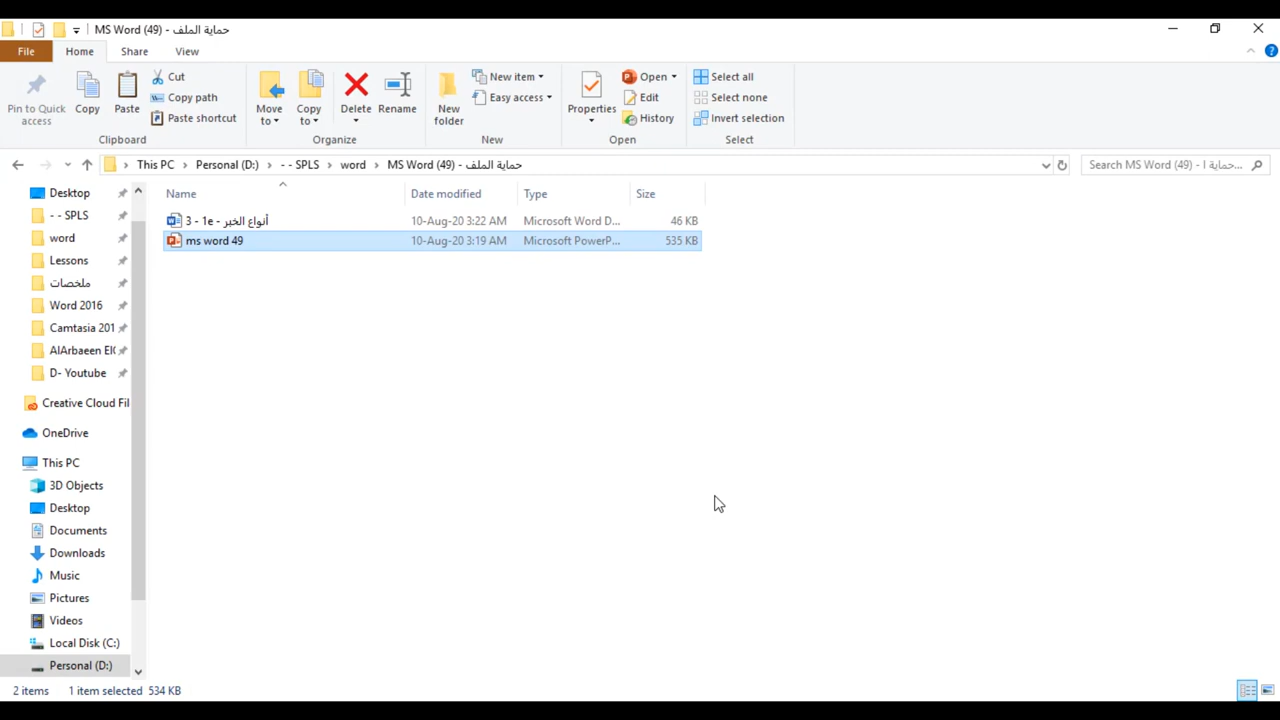 MS Word (49) - حماية الملف
File
Home
Share
View
Pin to Quick access
Copy
Paste
Cut
Copy path
Paste shortcut
Clipboard
Move to
Copy to
Delete
Rename
Organize
New folder
New item
Easy access
New
Properties
Open
Edit
History
Open
Select all
Select none
Invert selection
Select
This PC
Personal (D:)
- - SPLS
word
MS Word (49) - حماية الملف
Search MS Word (49) - حماية ا...
Name
Date modified
Type
Size
3 - 1e - أنواع الخبر
10-Aug-20 3:22 AM
Microsoft Word D...
46 KB
ms word 49
10-Aug-20 3:19 AM
Microsoft PowerP...
535 KB
Desktop
- - SPLS
word
Lessons
ملخصات
Word 2016
Camtasia 201
AlArbaeen El
D- Youtube
Creative Cloud Fil
OneDrive
This PC
3D Objects
Desktop
Documents
Downloads
Music
Pictures
Videos
Local Disk (C:)
Personal (D:)
2 items
1 item selected 534 KB